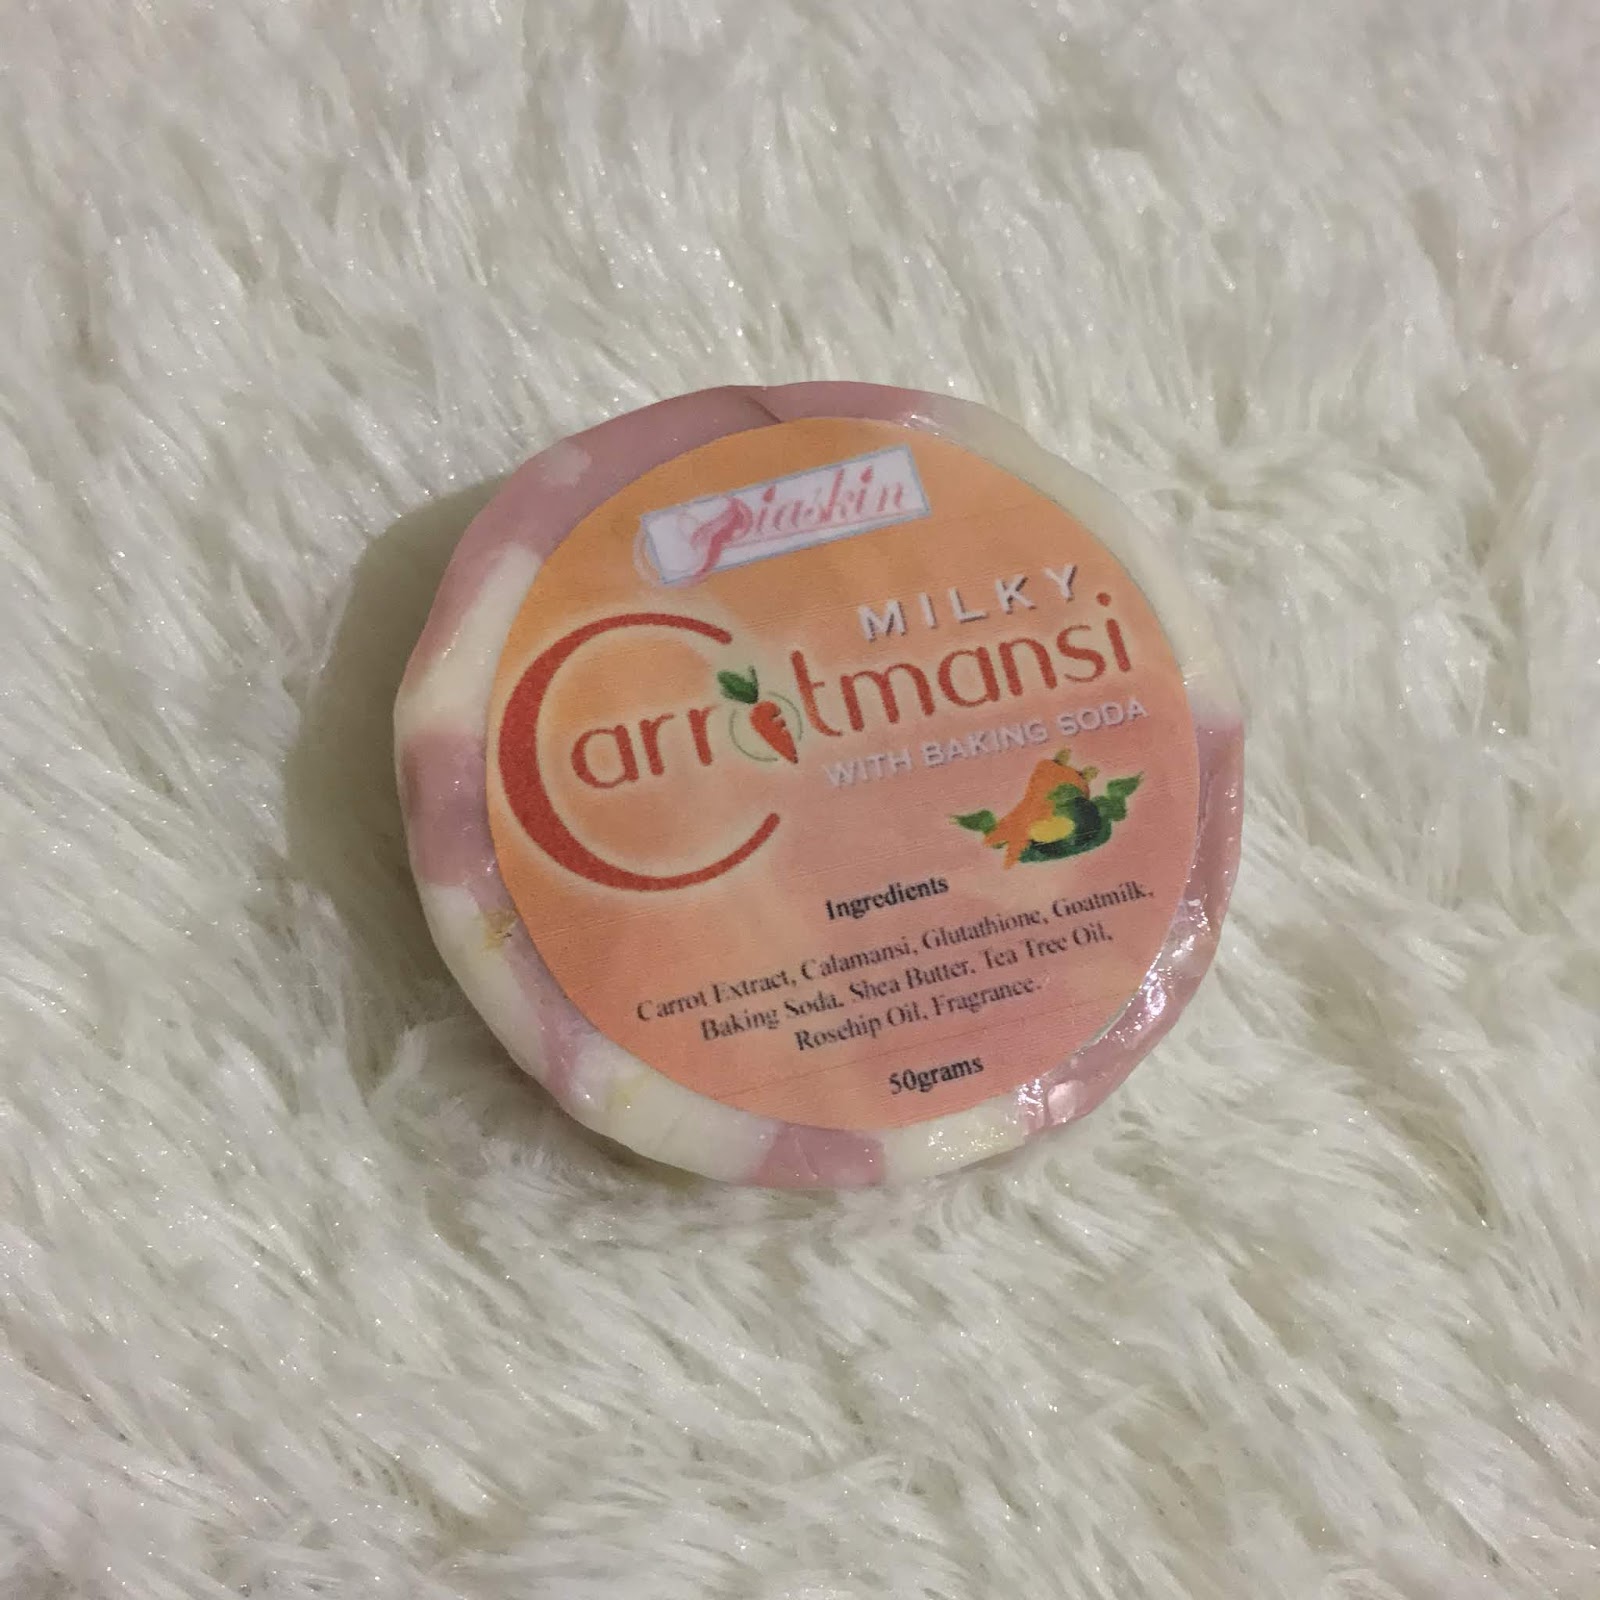 Piaskin
MILKY
Carrotmansi
WITH BAKING SODA
Ingredients
Carrot Extract, Calamansi, Glutathione, Goatmilk,
Baking Soda, Shea Butter, Tea Tree Oil,
Rosehip Oil, Fragrance.
50grams